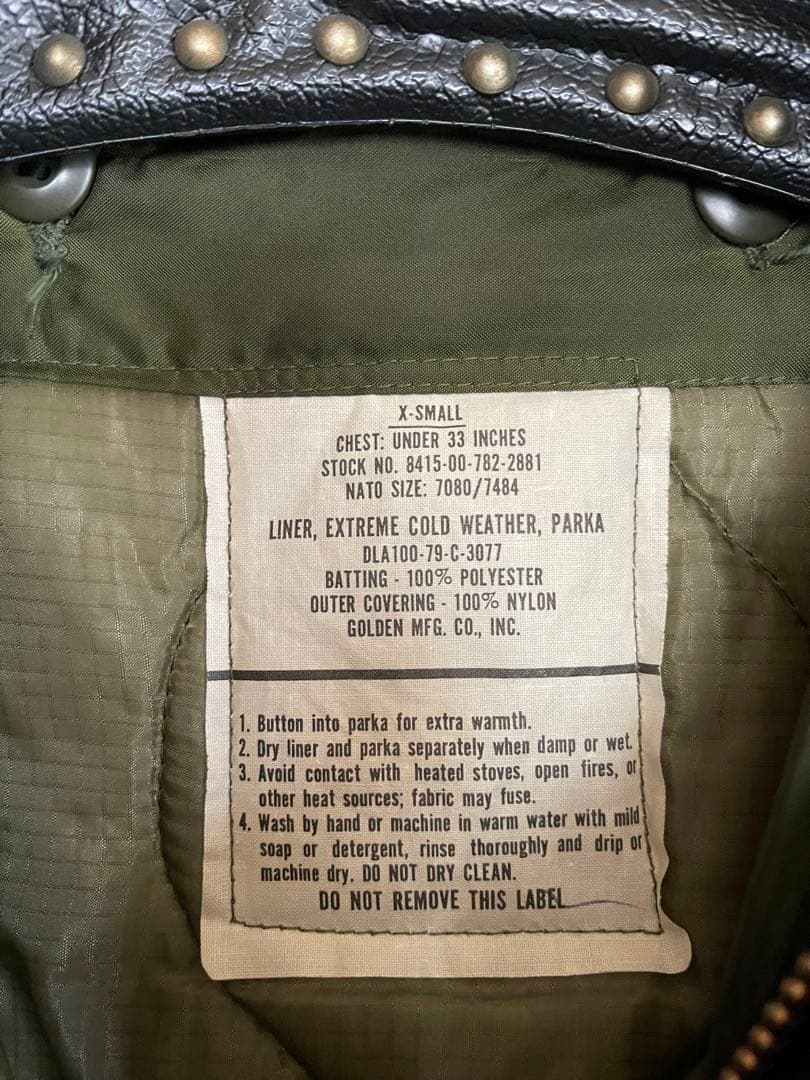 X-SMALL
CHEST: UNDER 33 INCHES
STOCK NO. 8415-00-782-2881
NATO SIZE: 7080/7484
LINER, EXTREME COLD WEATHER, PARKA
DLA100-79-C-3077
BATTING - 100% POLYESTER
OUTER COVERING - 100% NYLON
GOLDEN MFG. CO., INC.
1. Button into parka for extra warmth.
2. Dry liner and parka separately when damp or wet.
3. Avoid contact with heated stoves, open fires, or
other heat sources; fabric may fuse.
4. Wash by hand or machine in warm water with mild
soap or detergent, rinse thoroughly and drip or
machine dry. DO NOT DRY CLEAN.
DO NOT REMOVE THIS LABEL